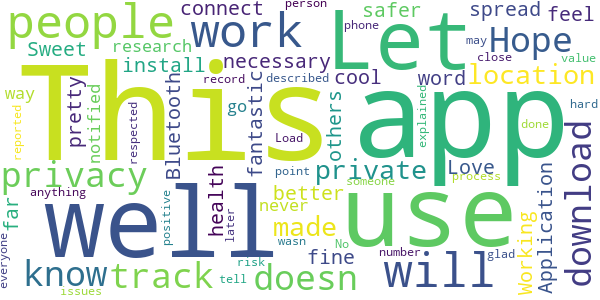 people work Let Hope spread feel
connect safer
Sweet research necessary cool word location
install This app
way notified pretty record described go
Bluetooth fantastic others
person phone may close value
reported respected Load explained done hard
privacy health point private Love
far anything better never made
well use will download
positive later wasn someone process
No number glad
know track doesn fine
tell risk issues everyone
Working Application